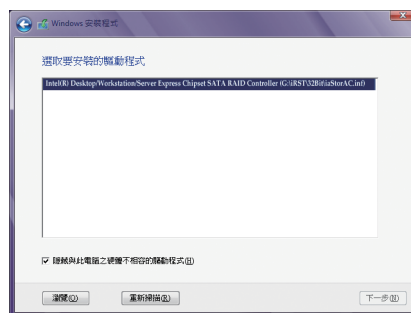 Windows 安裝程式
選取要安裝的驅動程式
Intel(R) Desktop/Workstation/Server Express Chipset SATA RAID Controller (G:\iRST\32Bit\iaStorAC.inf)
隱藏與此電腦之硬體不相容的驅動程式(H)
瀏覽(O)
重新掃描(R)
下一步(N)